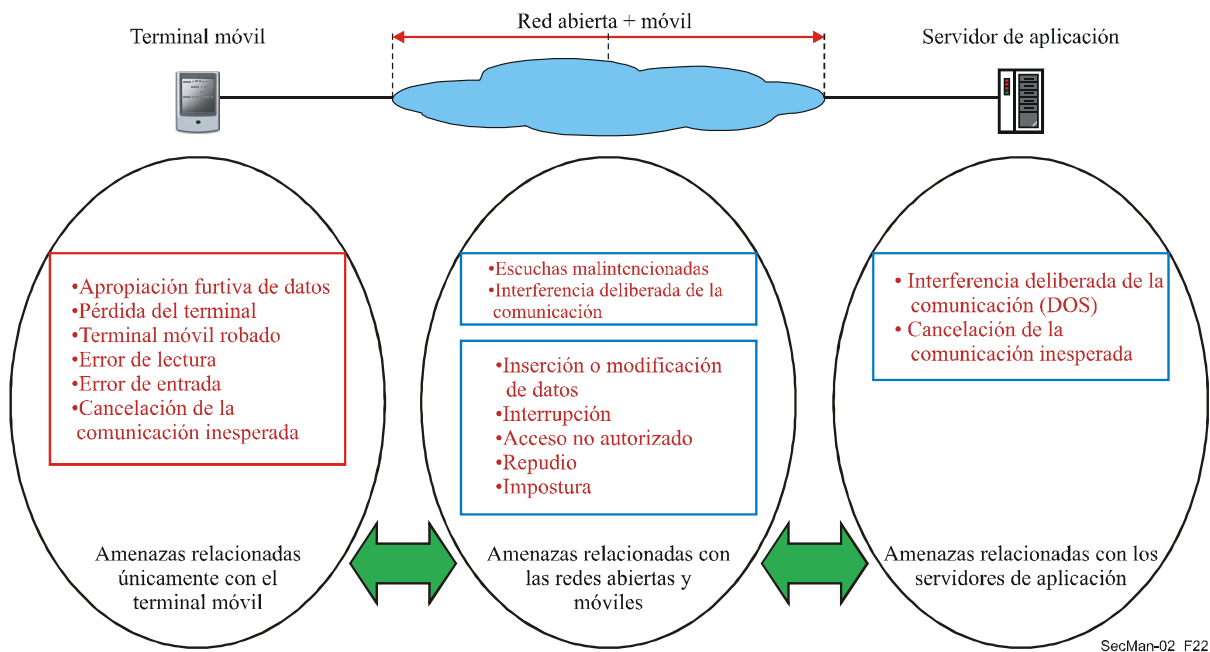 Red abierta + móvil
Terminal móvil
Servidor de aplicación
•Apropiación furtiva de datos
•Pérdida del terminal
•Terminal móvil robado
•Error de lectura
•Error de entrada
•Cancelación de la
comunicación inesperada
Amenazas relacionadas
únicamente con el
terminal móvil
•Escuchas malintencionadas
•Interferencia deliberada de la
comunicación
•Inserción o modificación
de datos
•Interrupción
•Acceso no autorizado
•Repudio
•Impostura
Amenazas relacionadas con
las redes abiertas y
móviles
• Interferencia deliberada de la
comunicación (DOS)
• Cancelación de la
comunicación inesperada
Amenazas relacionadas con los
servidores de aplicación
SecMan-02_F22